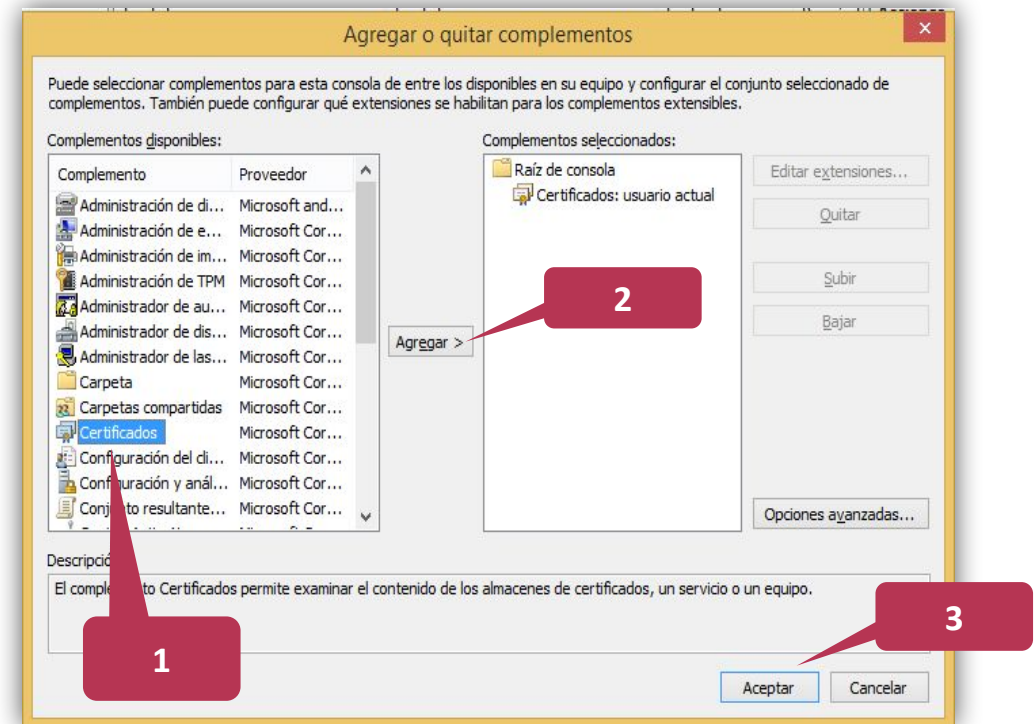 Agregar o quitar complementos
Puede seleccionar complementos para esta consola de entre los disponibles en su equipo y configurar el conjunto seleccionado de
complementos. También puede configurar qué extensiones se habilitan para los complementos extensibles.
Complementos disponibles:
Complemento Proveedor
Administración de di... Microsoft and...
Administración de e... Microsoft Cor...
Administración de im... Microsoft Cor...
Administración de TPM Microsoft Cor...
Administrador de au... Microsoft Cor...
Administrador de dis... Microsoft Cor...
Administrador de las... Microsoft Cor...
Carpeta Microsoft Cor...
Carpetas compartidas Microsoft Cor...
Certificados Microsoft Cor...
Configuración del cli... Microsoft Cor...
Configuración y anál... Microsoft Cor...
Conjunto resultante... Microsoft Cor...
Agregar >
2
Complementos seleccionados:
Raíz de consola
Certificados: usuario actual
Editar extensiones...
Quitar
Subir
Bajar
Opciones avanzadas...
Descripció
El complemento Certificados permite examinar el contenido de los almacenes de certificados, un servicio o un equipo.
1
3
Aceptar Cancelar